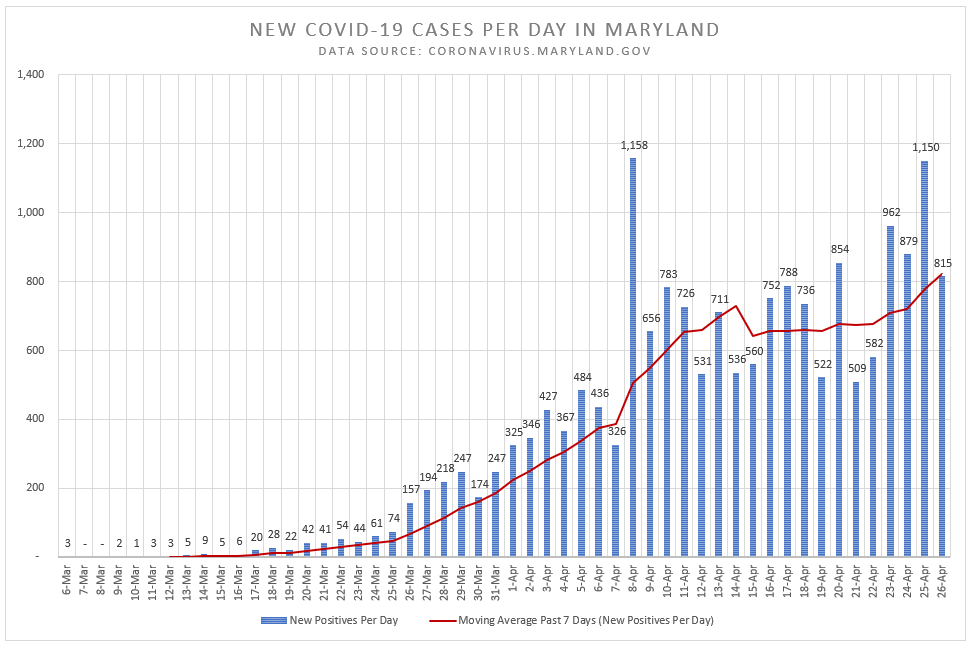 NEW COVID-19 CASES PER DAY IN MARYLAND
DATA SOURCE: CORONAVIRUS.MARYLAND.GOV
1,400
1,200
1,000
800
600
400
200
-
3 - - 2 1 3 3 5 9 5 6 20 28 22 42 41 54 44 61 74 157 194 218 247 174 247 325 346 427 367 484 436 326 1,158 656 783 726 531 711 536 560 752 788 736 522 854 509 582 962 879 1,150 815
6-Mar 7-Mar 8-Mar 9-Mar 10-Mar 11-Mar 12-Mar 13-Mar 14-Mar 15-Mar 16-Mar 17-Mar 18-Mar 19-Mar 20-Mar 21-Mar 22-Mar 23-Mar 24-Mar 25-Mar 26-Mar 27-Mar 28-Mar 29-Mar 30-Mar 31-Mar 1-Apr 2-Apr 3-Apr 4-Apr 5-Apr 6-Apr 7-Apr 8-Apr 9-Apr 10-Apr 11-Apr 12-Apr 13-Apr 14-Apr 15-Apr 16-Apr 17-Apr 18-Apr 19-Apr 20-Apr 21-Apr 22-Apr 23-Apr 24-Apr 25-Apr 26-Apr
New Positives Per Day
Moving Average Past 7 Days (New Positives Per Day)